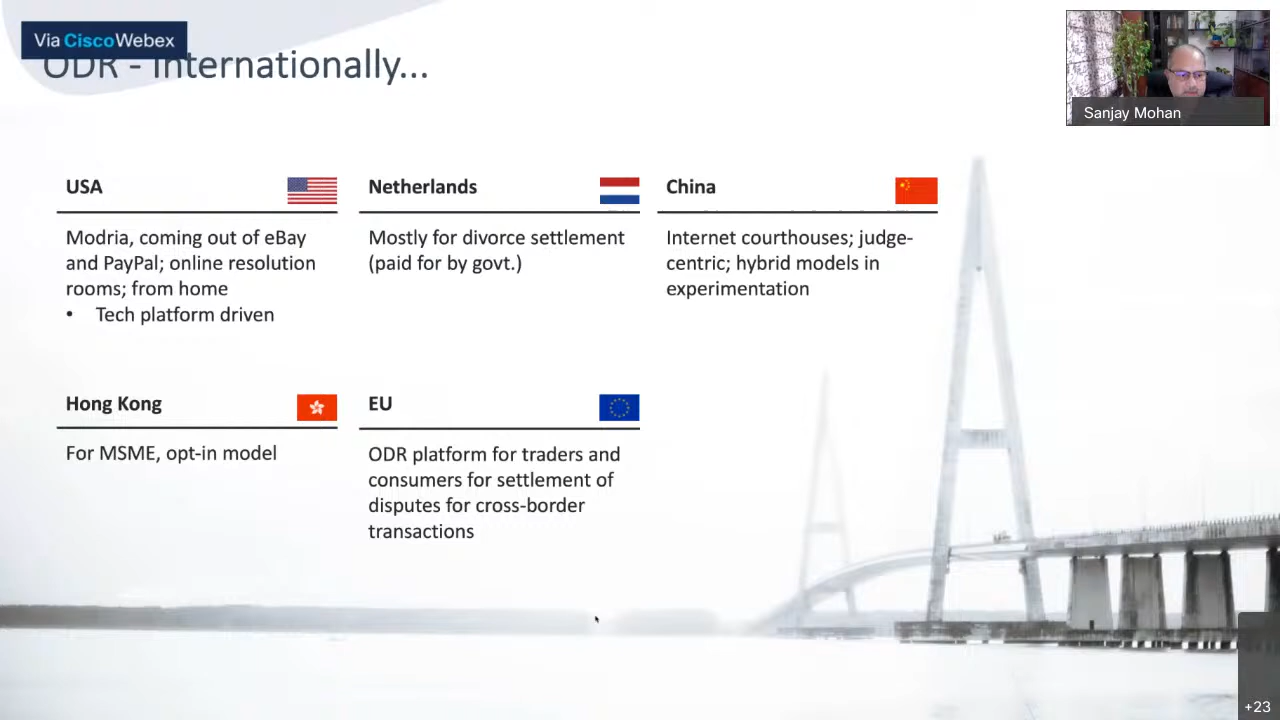 Via CiscoWebex
ODR - Internationally...
Sanjay Mohan
USA
Modria, coming out of eBay
and PayPal; online resolution
rooms; from home
• Tech platform driven
Netherlands
Mostly for divorce settlement
(paid for by govt.)
China
Internet courthouses; judge-
centric; hybrid models in
experimentation
Hong Kong
For MSME, opt-in model
EU
ODR platform for traders and
consumers for settlement of
disputes for cross-border
transactions
+23